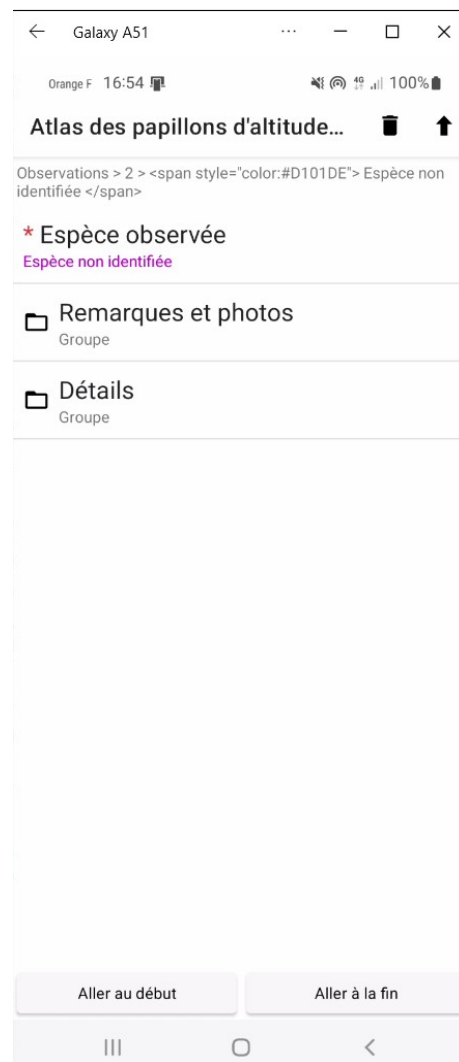 Galaxy A51
Orange F 16:54 4G 100%
Atlas des papillons d'altitude...
Observations > 2 > <span style="color:#D101DE"> Espèce non
identifiée </span>
* Espèce observée
Espèce non identifiée
Remarques et photos
Groupe
Détails
Groupe
Aller au début Aller à la fin